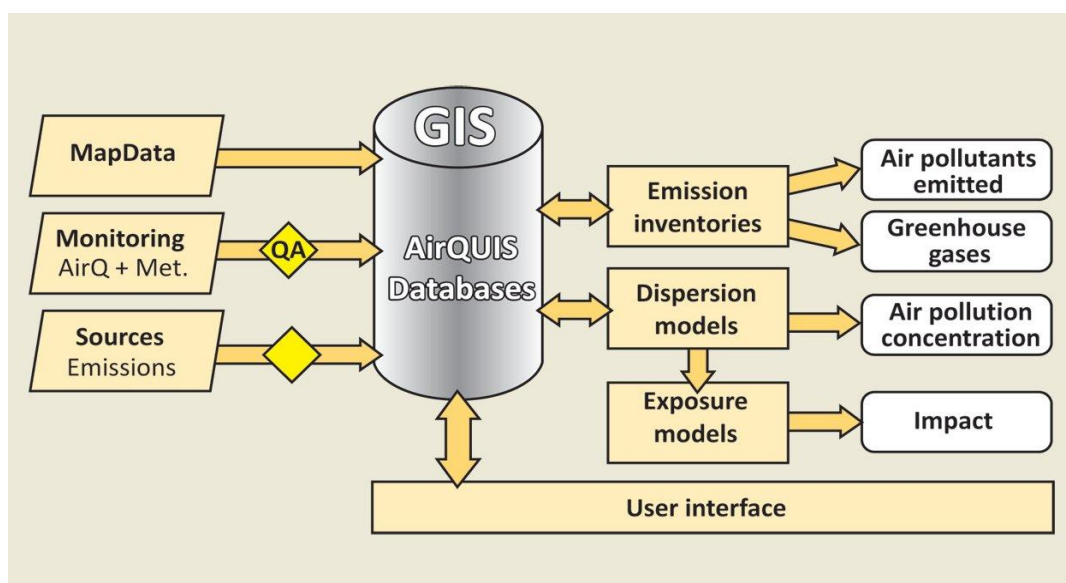 MapData
Monitoring
AirQ + Met.
QA
Sources
Emissions
GIS
AirQUIS
Databases
Emission
inventories
Dispersion
models
Exposure
models
Air pollutants
emitted
Greenhouse
gases
Air pollution
concentration
Impact
User interface